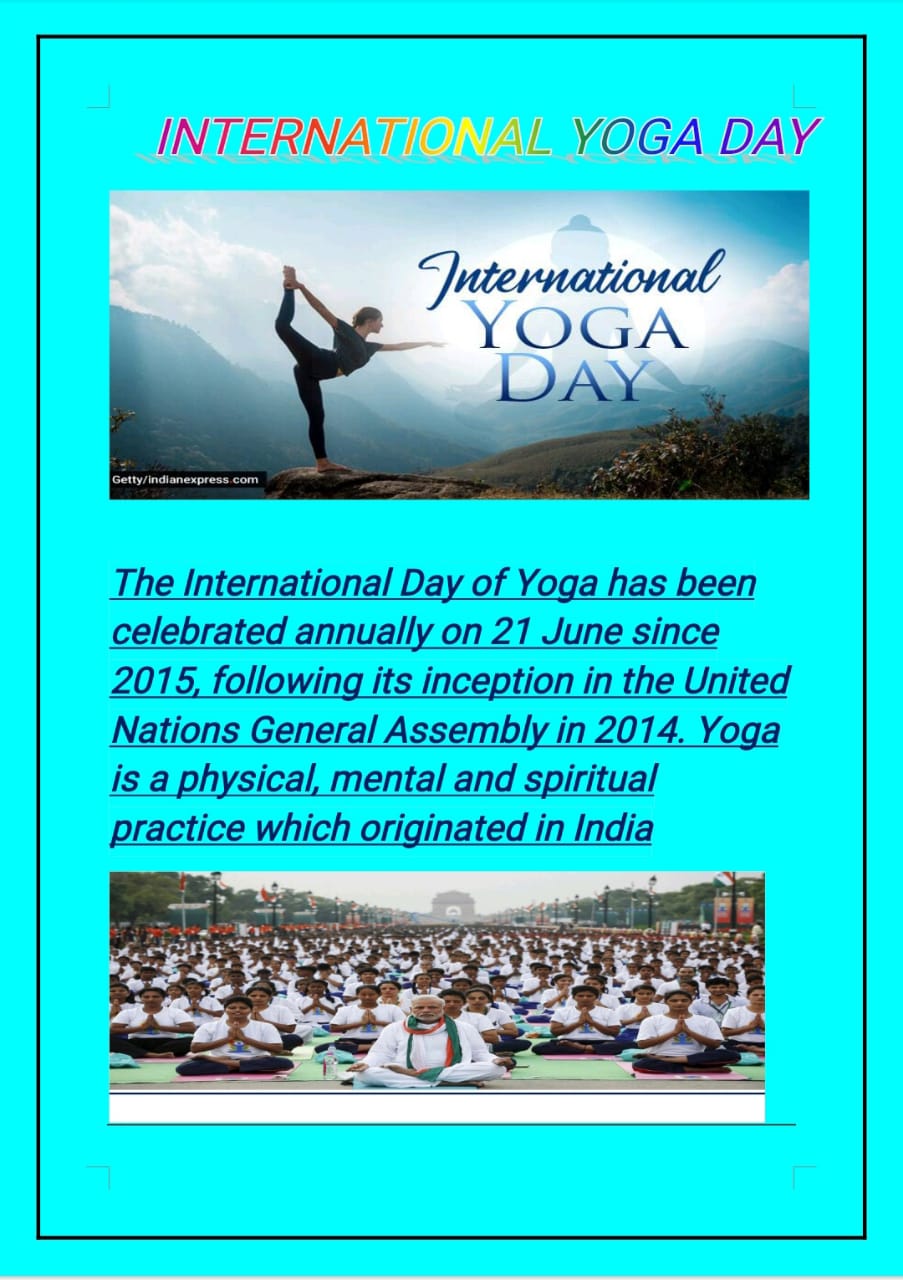 INTERNATIONAL YOGA DAY
International
YOGA
DAY
Getty/indianexpress.com
The International Day of Yoga has been
celebrated annually on 21 June since
2015, following its inception in the United
Nations General Assembly in 2014. Yoga
is a physical, mental and spiritual
practice which originated in India